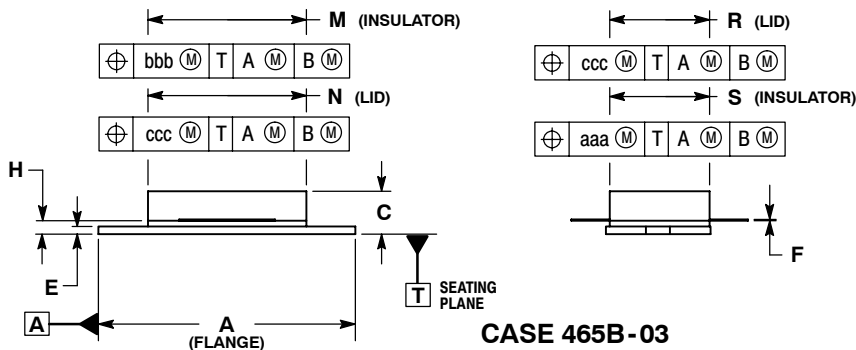 M (INSULATOR)
⌖ bbb Ⓜ T A Ⓜ B Ⓜ
N (LID)
⌖ ccc Ⓜ T A Ⓜ B Ⓜ
R (LID)
⌖ ccc Ⓜ T A Ⓜ B Ⓜ
S (INSULATOR)
⌖ aaa Ⓜ T A Ⓜ B Ⓜ
H
C
E
F
T SEATING
PLANE
A
A
(FLANGE)
CASE 465B-03